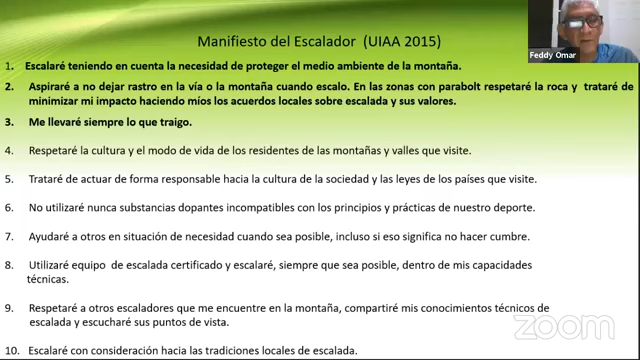 Manifiesto del Escalador (UIAA 2015)
Feddy Omar
1. Escalaré teniendo en cuenta la necesidad de proteger el medio ambiente de la montaña.
2. Aspiraré a no dejar rastro en la vía o la montaña cuando escalo. En las zonas con parabolt respetaré la roca y trataré de
minimizar mi impacto haciendo míos los acuerdos locales sobre escalada y sus valores.
3. Me llevaré siempre lo que traigo.
4. Respetaré la cultura y el modo de vida de los residentes de las montañas y valles que visite.
5. Trataré de actuar de forma responsable hacia la cultura de la sociedad y las leyes de los países que visite.
6. No utilizaré nunca substancias dopantes incompatibles con los principios y prácticas de nuestro deporte.
7. Ayudaré a otros en situación de necesidad cuando sea posible, incluso si eso significa no hacer cumbre.
8. Utilizaré equipo de escalada certificado y escalaré, siempre que sea posible, dentro de mis capacidades
técnicas.
9. Respetaré a otros escaladores que me encuentre en la montaña, compartiré mis conocimientos técnicos de
escalada y escucharé sus puntos de vista.
zoom
10. Escalaré con consideración hacia las tradiciones locales de escalada.